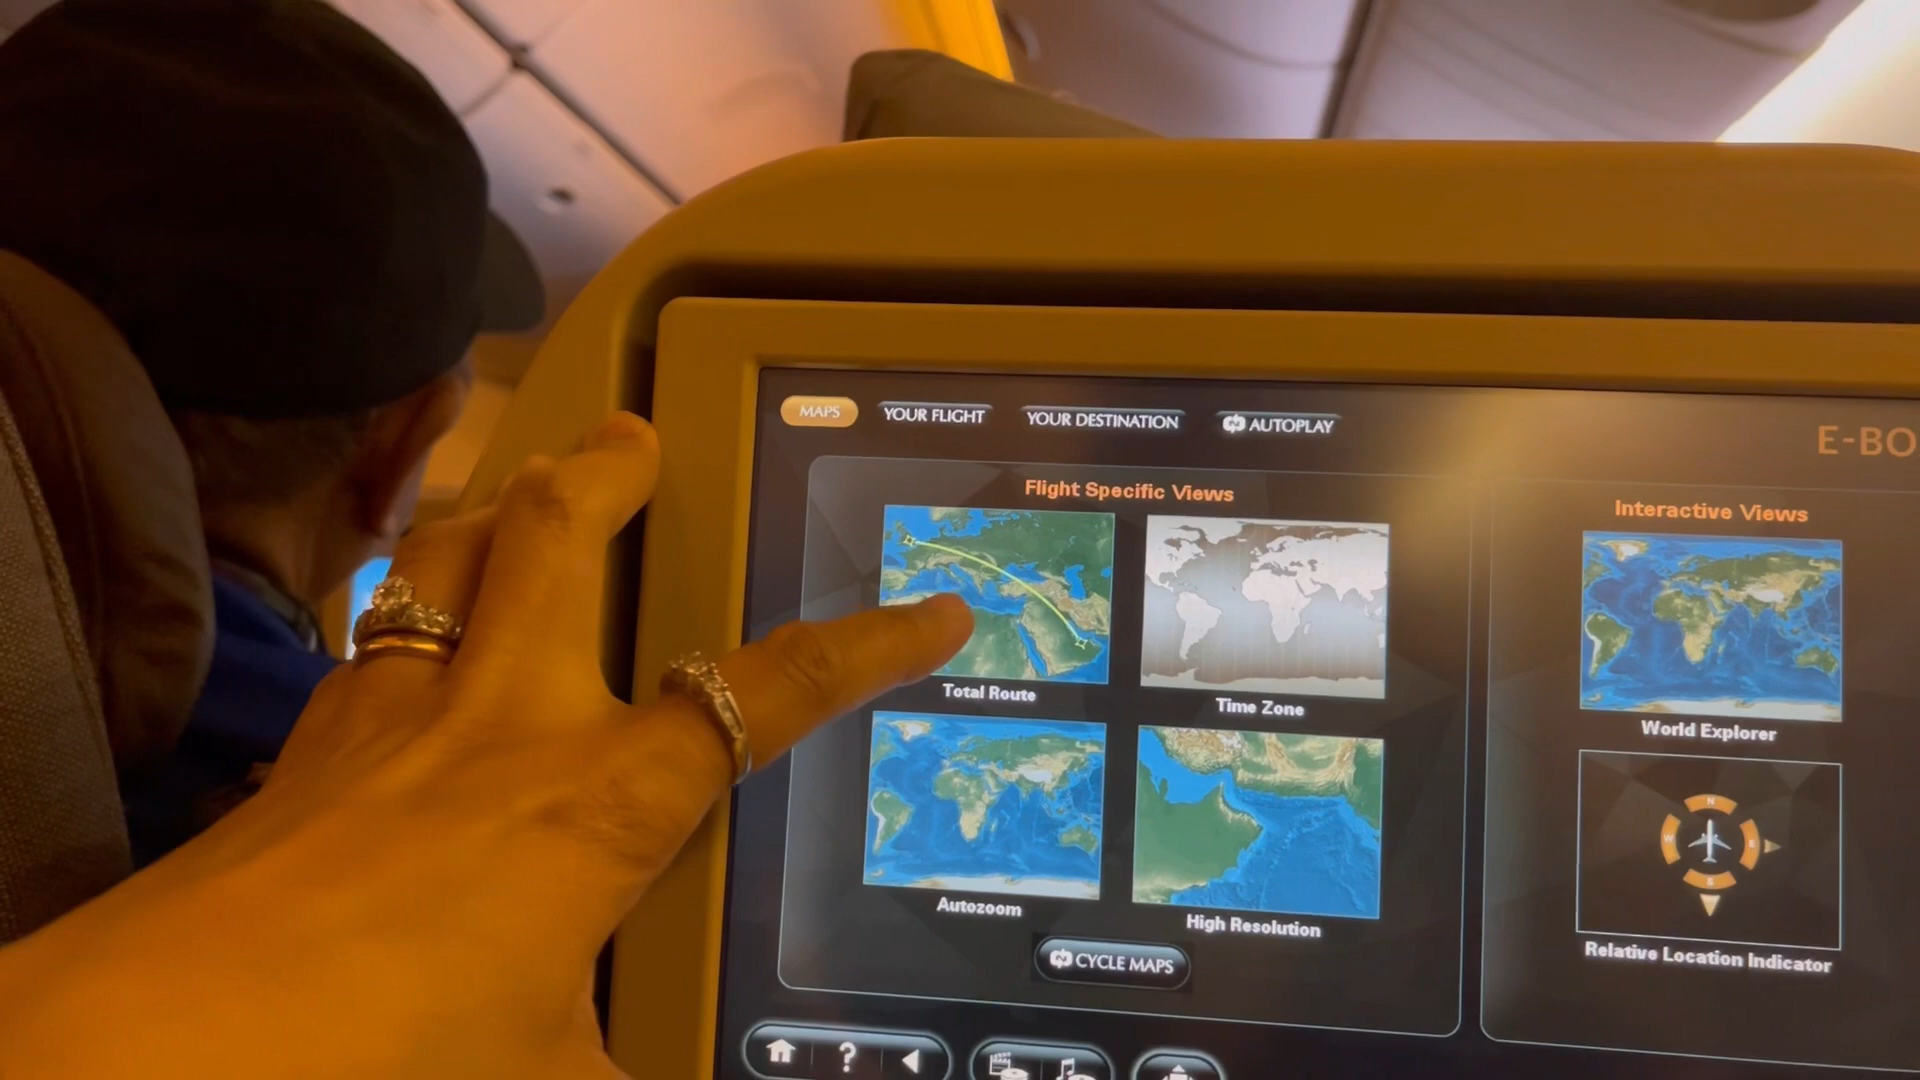 MAPS
YOUR FLIGHT
YOUR DESTINATION
AUTOPLAY
E-BO
Flight Specific Views
Interactive Views
Total Route
Time Zone
World Explorer
N
W
E
S
Autozoom
High Resolution
Relative Location Indicator
CYCLE MAPS
?